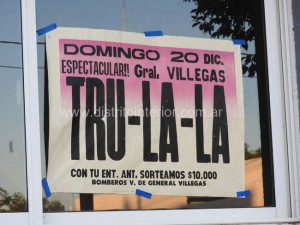 DOMINGO 20 DIC.
ESPECTACULAR!! Gral. VILLEGAS
TRU-LA-LA
www.distritointerior.com.ar
CON TU ENT. ANT. SORTEAMOS $10.000
BOMBEROS V. DE GENERAL VILLEGAS